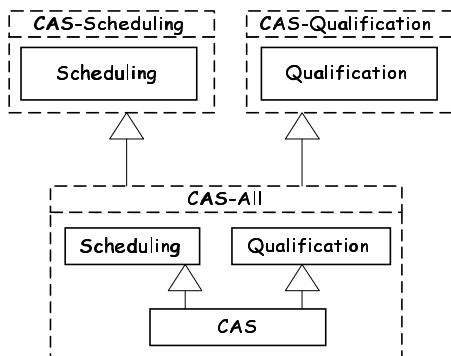 CAS-Scheduling
CAS-Qualification
Scheduling
Qualification
CAS-All
Scheduling
Qualification
CAS